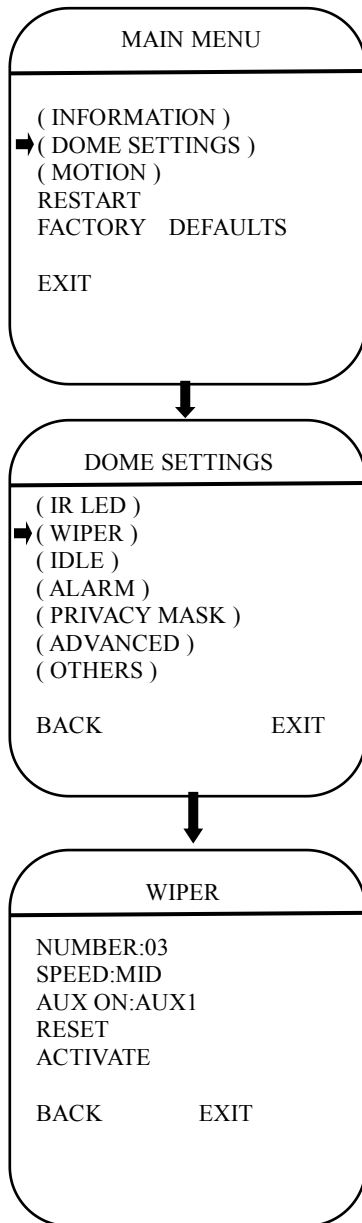 MAIN MENU
( INFORMATION )
( DOME SETTINGS )
( MOTION )
RESTART
FACTORY DEFAULTS
EXIT
DOME SETTINGS
( IR LED )
( WIPER )
( IDLE )
( ALARM )
( PRIVACY MASK )
( ADVANCED )
( OTHERS )
BACK EXIT
WIPER
NUMBER:03
SPEED:MID
AUX ON:AUX1
RESET
ACTIVATE
BACK EXIT